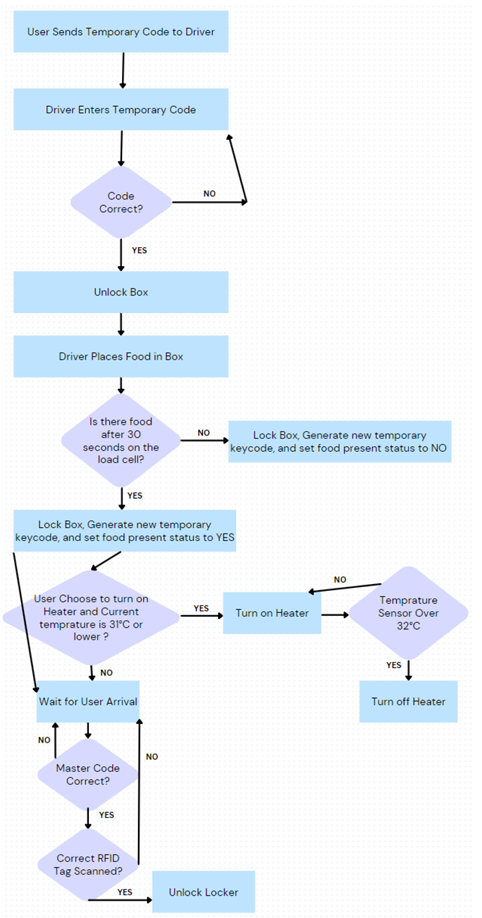 User Sends Temporary Code to Driver
Driver Enters Temporary Code
Code
Correct?
NO
YES
Unlock Box
Driver Places Food in Box
Is there food
after 30
seconds on the
load cell?
NO
Lock Box, Generate new temporary
keycode, and set food present status to NO
YES
Lock Box, Generate new temporary
keycode, and set food present status to YES
User Choose to turn on
Heater and Current
temprature is 31°C or
lower ?
YES
Turn on Heater
NO
Temprature
Sensor Over
32°C
YES
Turn off Heater
NO
Wait for User Arrival
NO
Master Code
Correct?
NO
YES
Correct RFID
Tag Scanned?
YES
Unlock Locker